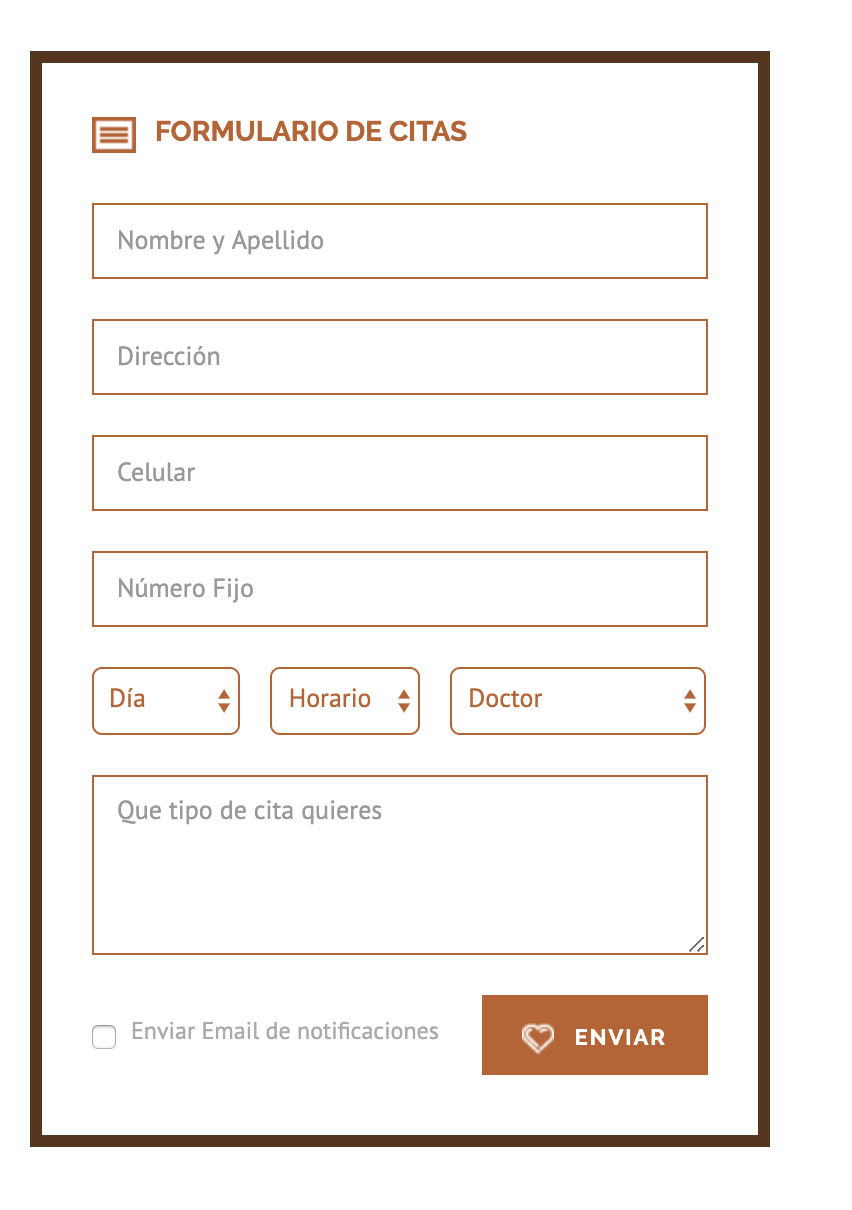 FORMULARIO DE CITAS
Nombre y Apellido
Dirección
Celular
Número Fijo
Día Horario Doctor
Que tipo de cita quieres
Enviar Email de notificaciones ENVIAR